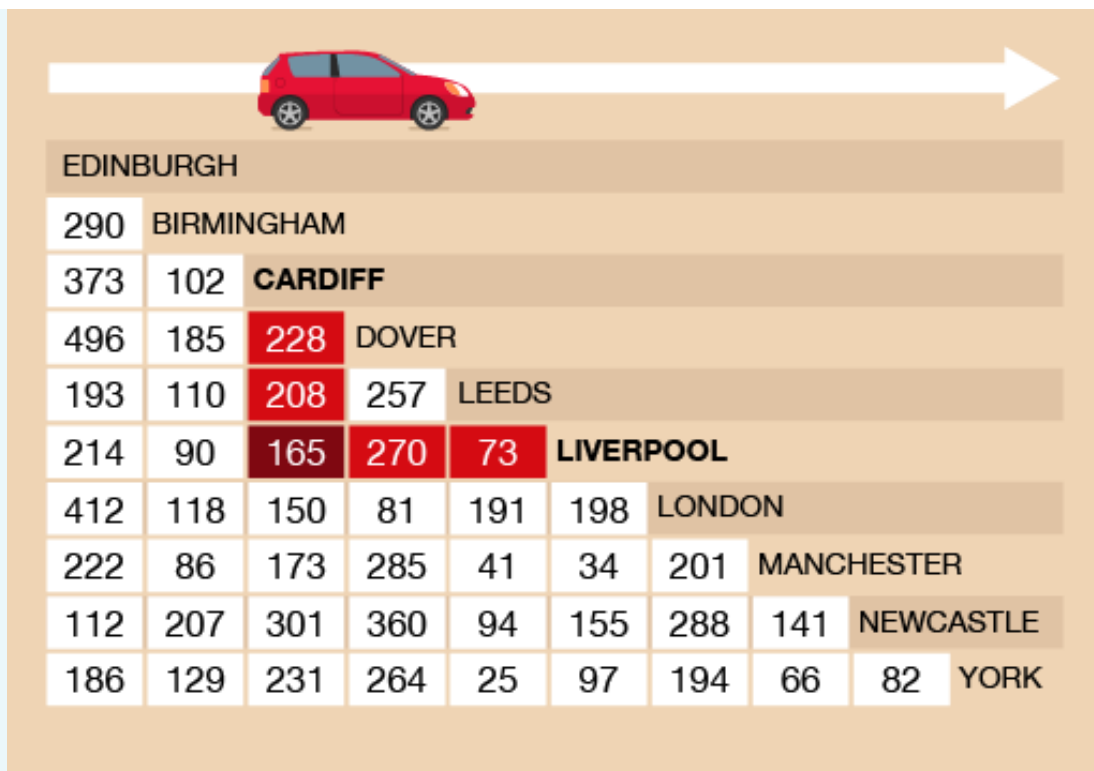 EDINBURGH
290 BIRMINGHAM
373 102 CARDIFF
496 185 228 DOVER
193 110 208 257 LEEDS
214 90 165 270 73 LIVERPOOL
412 118 150 81 191 198 LONDON
222 86 173 285 41 34 201 MANCHESTER
112 207 301 360 94 155 288 141 NEWCASTLE
186 129 231 264 25 97 194 66 82 YORK